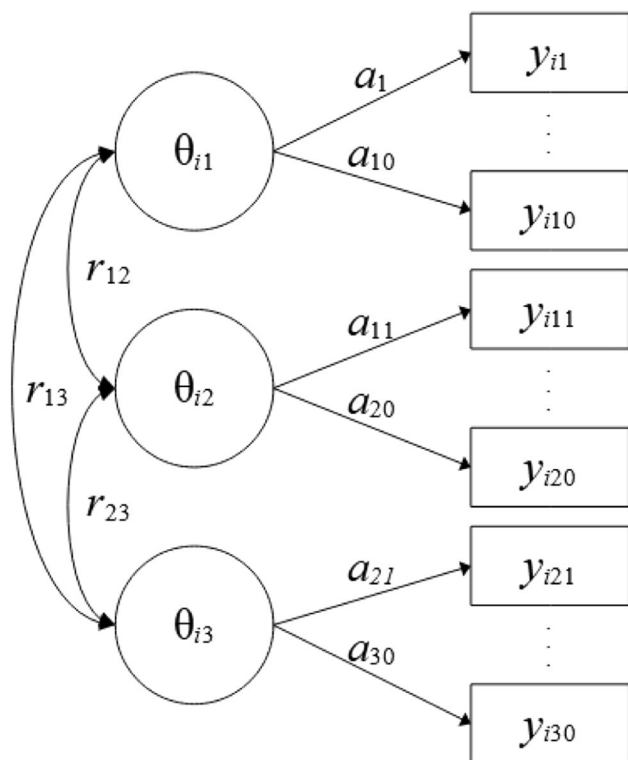 a₁
yᵢ₁
θᵢ₁
a₁₀
yᵢ₁₀
r₁₂
a₁₁
yᵢ₁₁
r₁₃
θᵢ₂
a₂₀
yᵢ₂₀
r₂₃
a₂₁
yᵢ₂₁
θᵢ₃
a₃₀
yᵢ₃₀